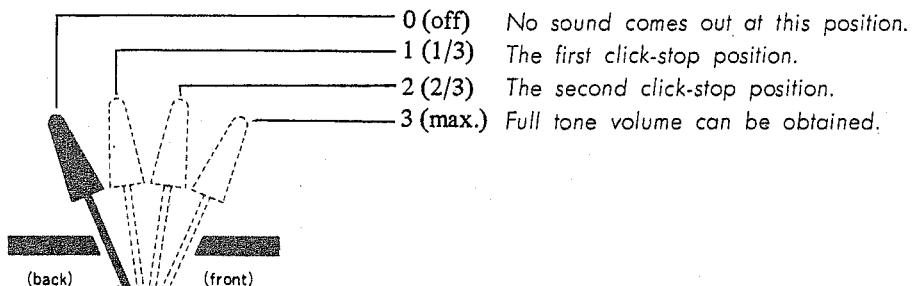 0 (off) No sound comes out at this position.
1 (1/3) The first click-stop position.
2 (2/3) The second click-stop position.
3 (max.) Full tone volume can be obtained.
(back) (front)